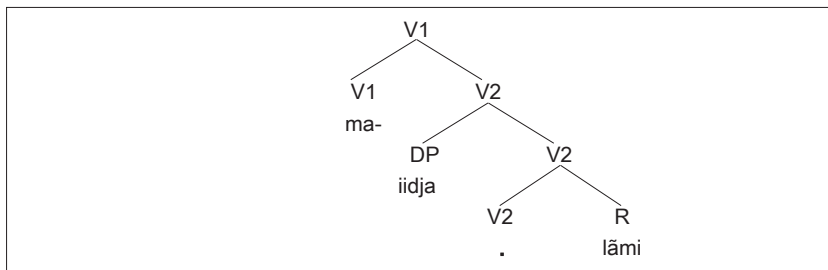 V1
V1 V2
ma-
DP V2
iidja
V2 R
. lãmi